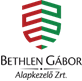 BETHLEN GÁBOR
Alapkezelő Zrt.